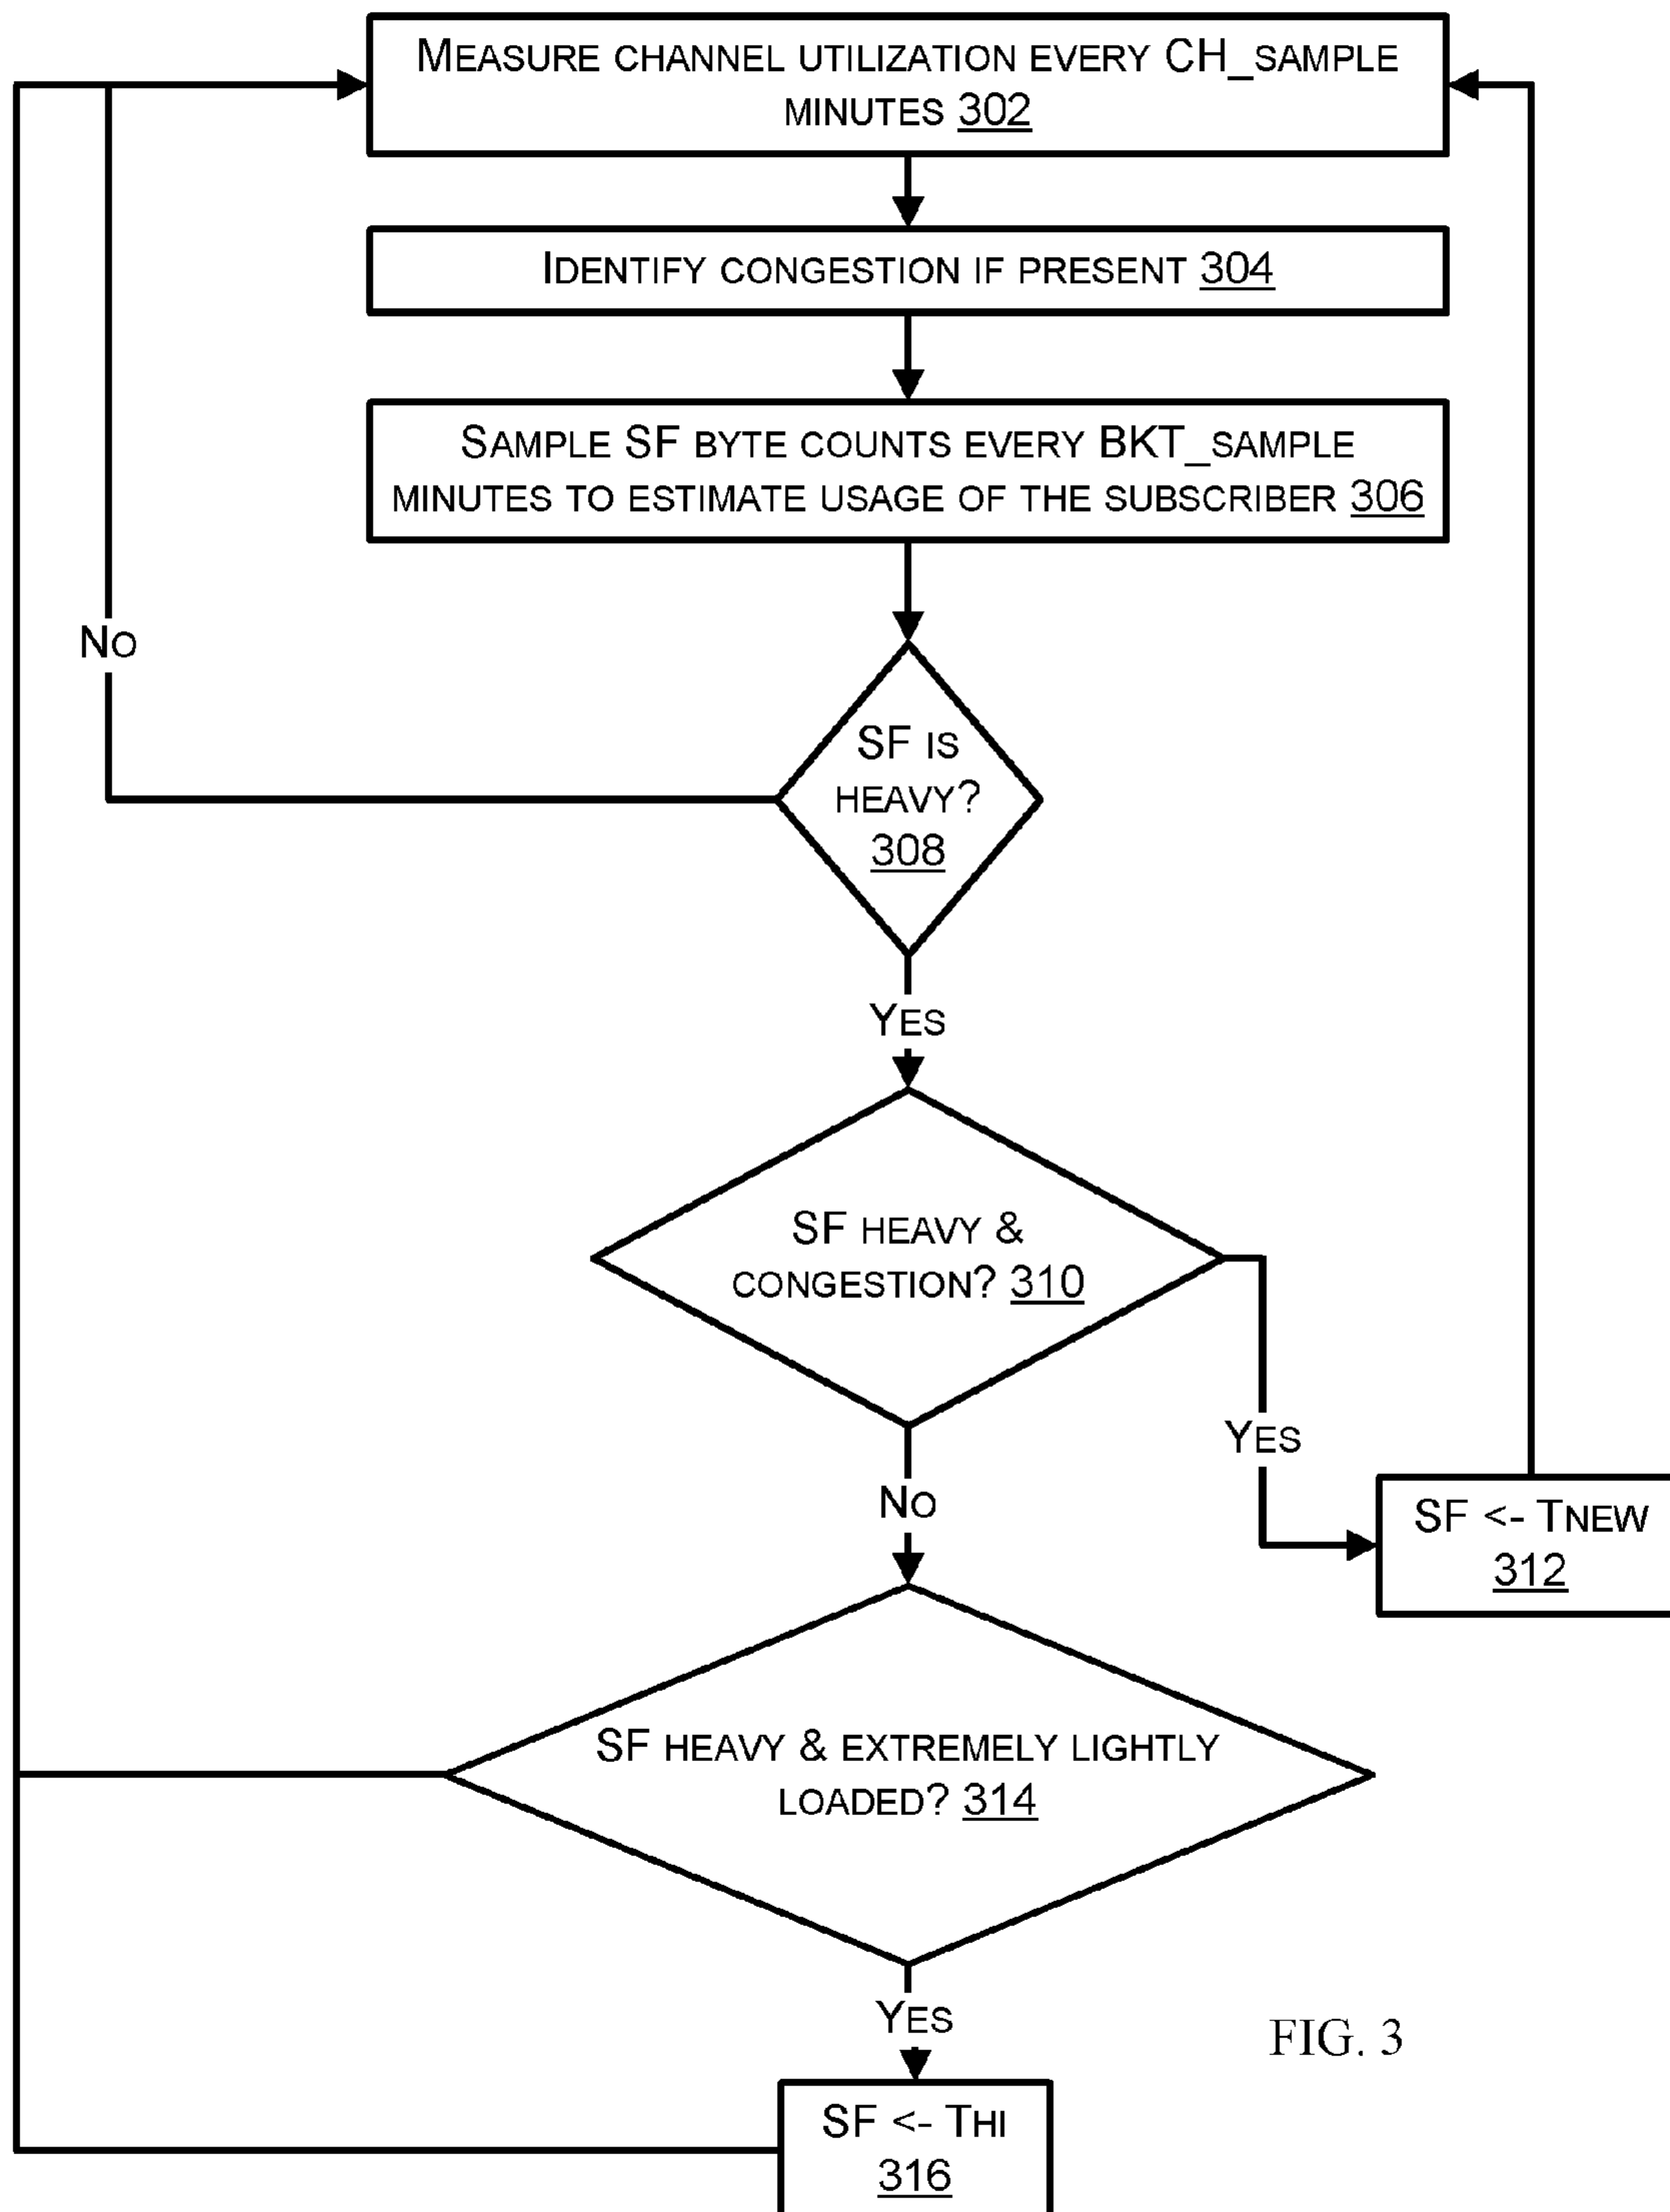 MEASURE CHANNEL UTILIZATION EVERY CH_SAMPLE
MINUTES 302
IDENTIFY CONGESTION IF PRESENT 304
SAMPLE SF BYTE COUNTS EVERY BKT_SAMPLE
MINUTES TO ESTIMATE USAGE OF THE SUBSCRIBER 306
NO
SF IS
HEAVY?
308
YES
SF HEAVY &
CONGESTION? 310
YES
NO
SF <- TNEW
312
SF HEAVY & EXTREMELY LIGHTLY
LOADED? 314
YES
FIG. 3
SF <- THI
316